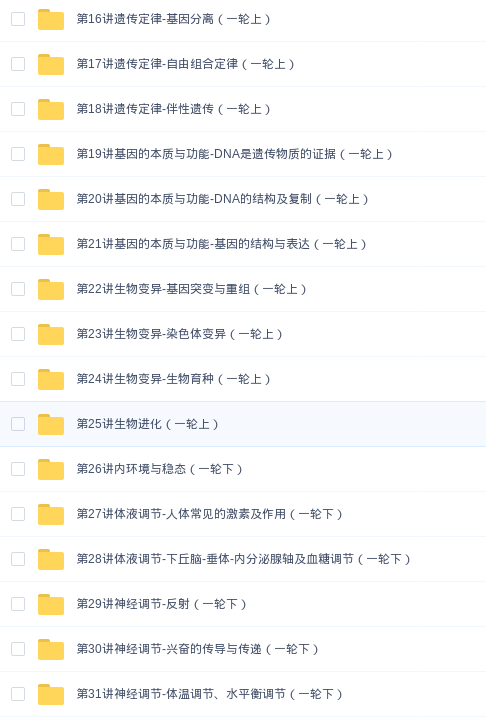 第16讲遗传定律-基因分离（一轮上）
第17讲遗传定律-自由组合定律（一轮上）
第18讲遗传定律-伴性遗传（一轮上）
第19讲基因的本质与功能-DNA是遗传物质的证据（一轮上）
第20讲基因的本质与功能-DNA的结构及复制（一轮上）
第21讲基因的本质与功能-基因的结构与表达（一轮上）
第22讲生物变异-基因突变与重组（一轮上）
第23讲生物变异-染色体变异（一轮上）
第24讲生物变异-生物育种（一轮上）
第25讲生物进化（一轮上）
第26讲内环境与稳态（一轮下）
第27讲体液调节-人体常见的激素及作用（一轮下）
第28讲体液调节-下丘脑-垂体-内分泌腺轴及血糖调节（一轮下）
第29讲神经调节-反射（一轮下）
第30讲神经调节-兴奋的传导与传递（一轮下）
第31讲神经调节-体温调节、水平衡调节（一轮下）